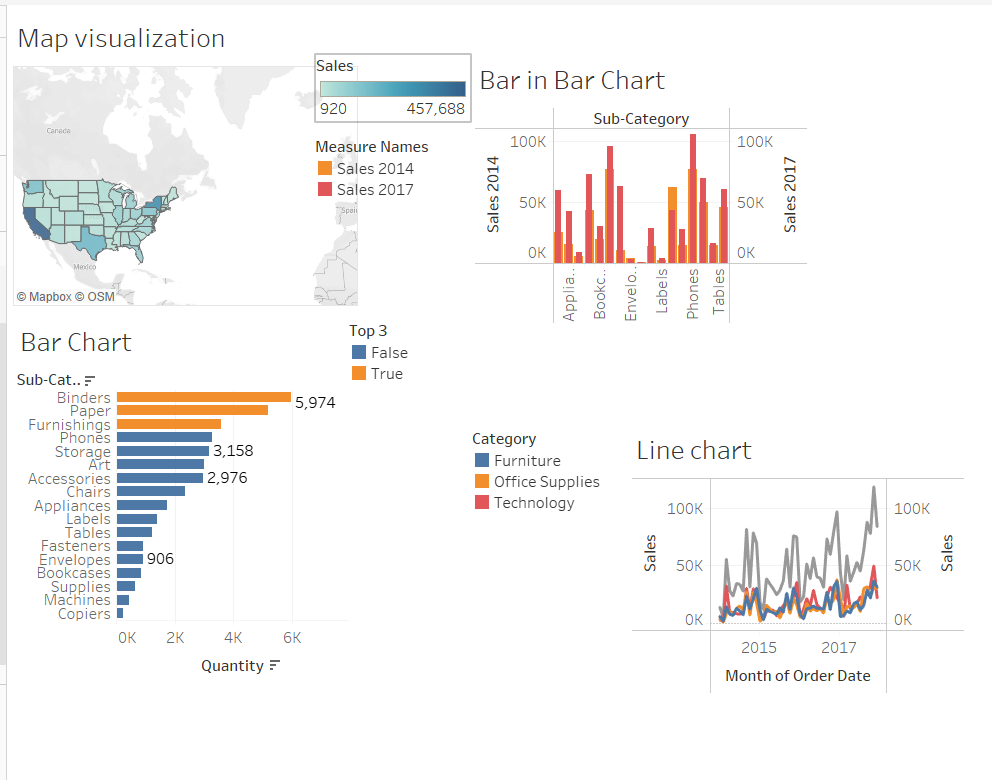 Map visualization
Canada
Mexico
Spain
© Mapbox © OSM
Sales
920 457,688
Measure Names
Sales 2014
Sales 2017
Bar in Bar Chart
Sub-Category
Sales 2014
100K
50K
0K
100K
50K
0K
Sales 2017
Applia..
Bookc..
Envelo..
Labels
Phones
Tables
Bar Chart
Top 3
False
True
Sub-Cat..
Binders 5,974
Paper
Furnishings
Phones
Storage 3,158
Art
Accessories 2,976
Chairs
Appliances
Labels
Tables
Fasteners
Envelopes 906
Bookcases
Supplies
Machines
Copiers
0K 2K 4K 6K
Quantity
Category
Furniture
Office Supplies
Technology
Line chart
Sales
100K
50K
0K
100K
50K
0K
Sales
2015 2017
Month of Order Date